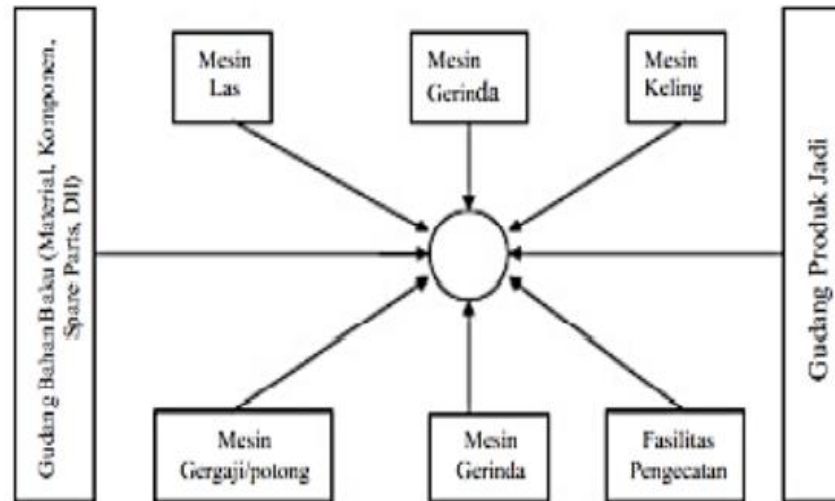 Gudang Bahan Baku (Material, Komponen,
Spare Parts, Dll)
Mesin
Las
Mesin
Gerinda
Mesin
Keling
Mesin
Gergaji/potong
Mesin
Gerinda
Fasilitas
Pengecatan
Gudang Produk Jadi